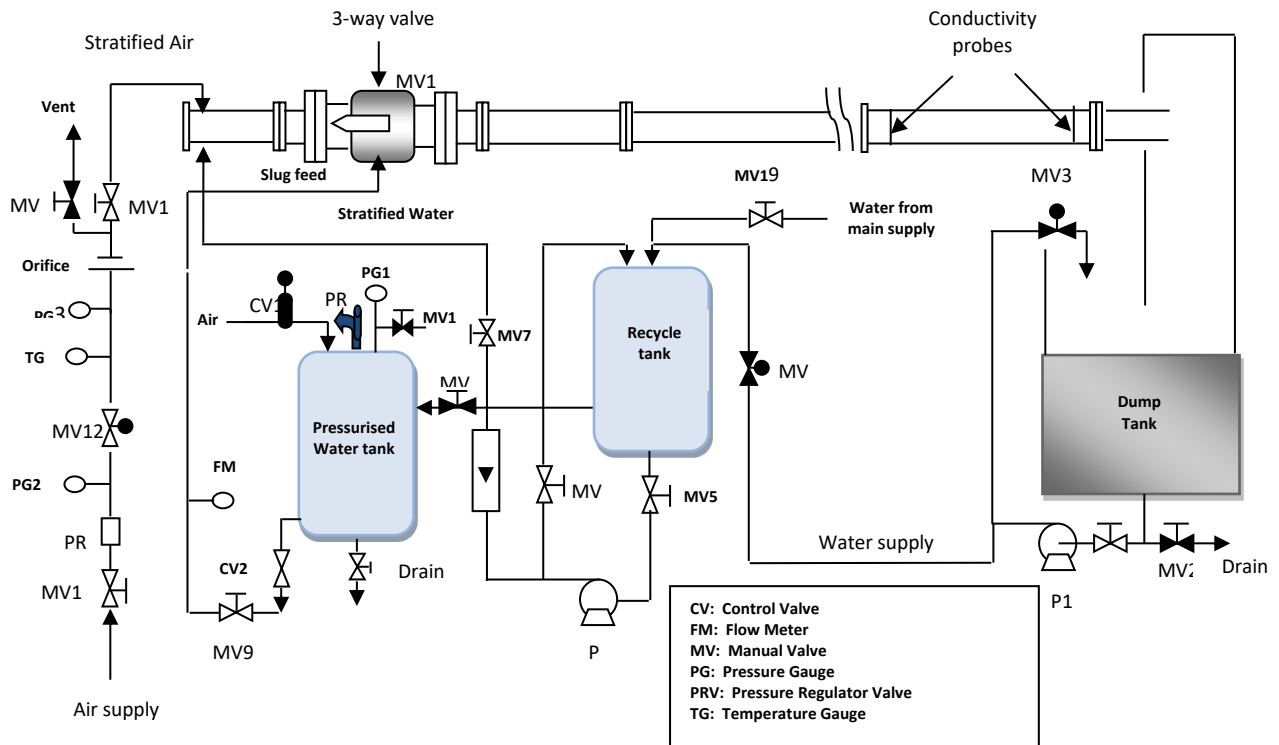 3-way valve
Conductivity
probes
Stratified Air
MV1
Vent
Slug feed
MV
MV1
Stratified Water
MV19
Water from
main supply
MV3
Orifice
PG3
TG
MV12
PG2
PR
MV1
Air supply
CV1
PR
PG1
Air
MV1
MV7
MV
Pressurised
Water tank
Recycle
tank
MV
Dump
Tank
FM
MV
MV5
CV2
Drain
MV9
P
Water supply
P1
MV2
Drain
CV: Control Valve
FM: Flow Meter
MV: Manual Valve
PG: Pressure Gauge
PRV: Pressure Regulator Valve
TG: Temperature Gauge